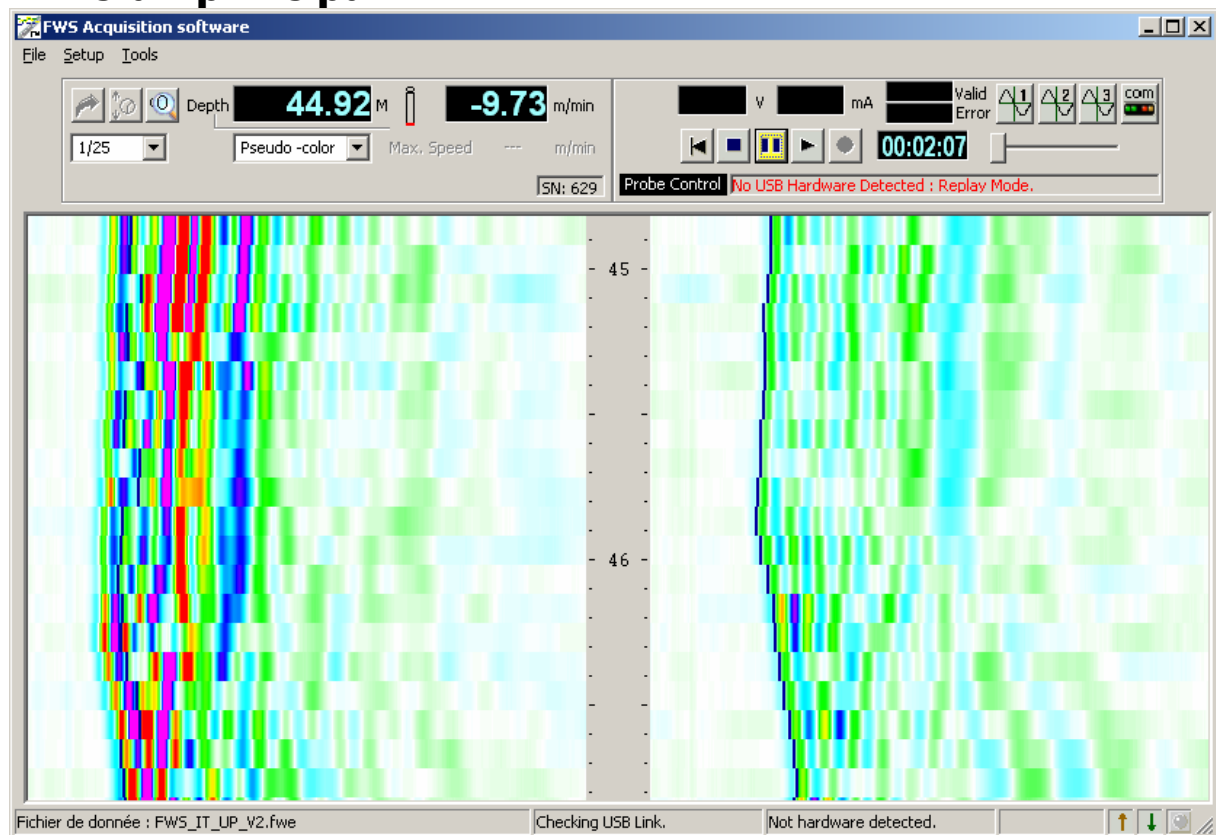 FWS Acquisition software
File Setup Tools
Depth 44.92 M -9.73 m/min
V mA Valid
Error
1 2 3 com
1/25 Pseudo -color Max. Speed --- m/min
00:02:07
SN: 629
Probe Control No USB Hardware Detected : Replay Mode.
- 45 -
- 46 -
Fichier de donnée : FWS_IT_UP_V2.fwe Checking USB Link. Not hardware detected.